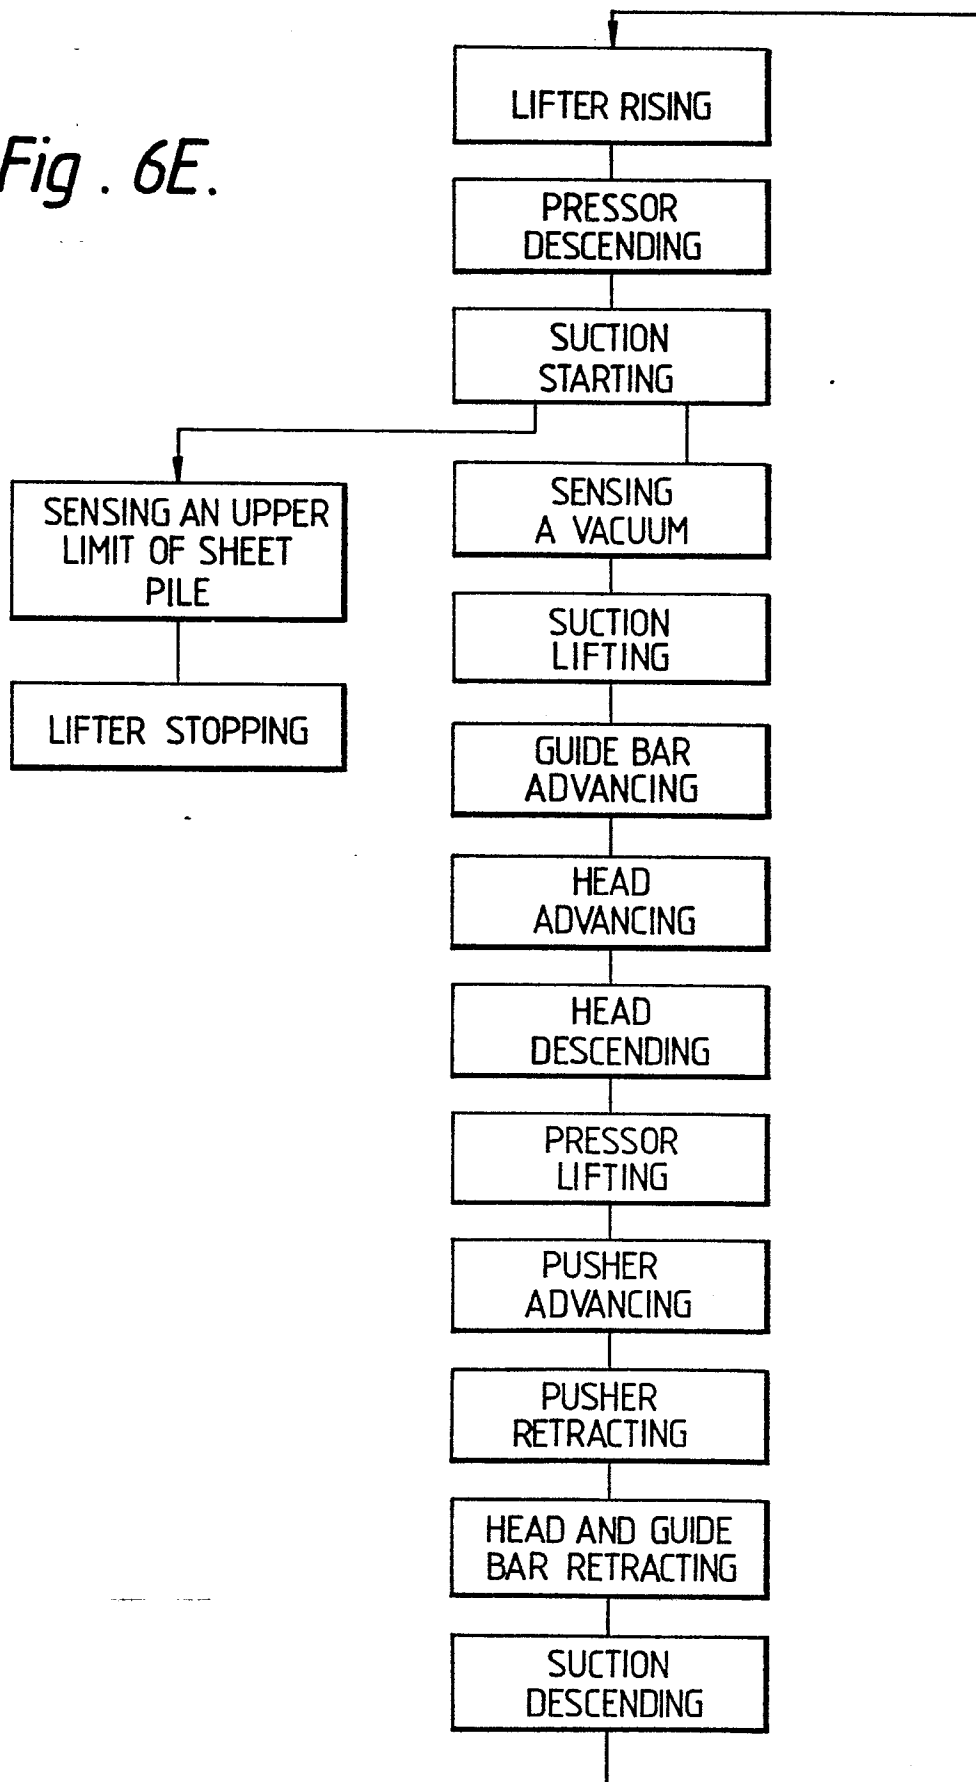 Fig. 6E.
LIFTER RISING
PRESSOR
DESCENDING
SUCTION
STARTING
SENSING AN UPPER
LIMIT OF SHEET
PILE
LIFTER STOPPING
SENSING
A VACUUM
SUCTION
LIFTING
GUIDE BAR
ADVANCING
HEAD
ADVANCING
HEAD
DESCENDING
PRESSOR
LIFTING
PUSHER
ADVANCING
PUSHER
RETRACTING
HEAD AND GUIDE
BAR RETRACTING
SUCTION
DESCENDING